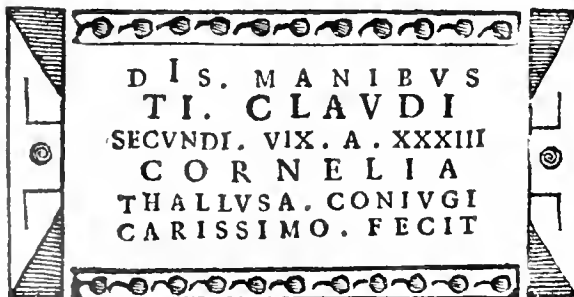 DIS. MANIBVS
TI. CLAVDI
SECVNDI. VIX. A. XXXIII
CORNELIA
THALLVSA. CONIVGI
CARISSIMO. FECIT